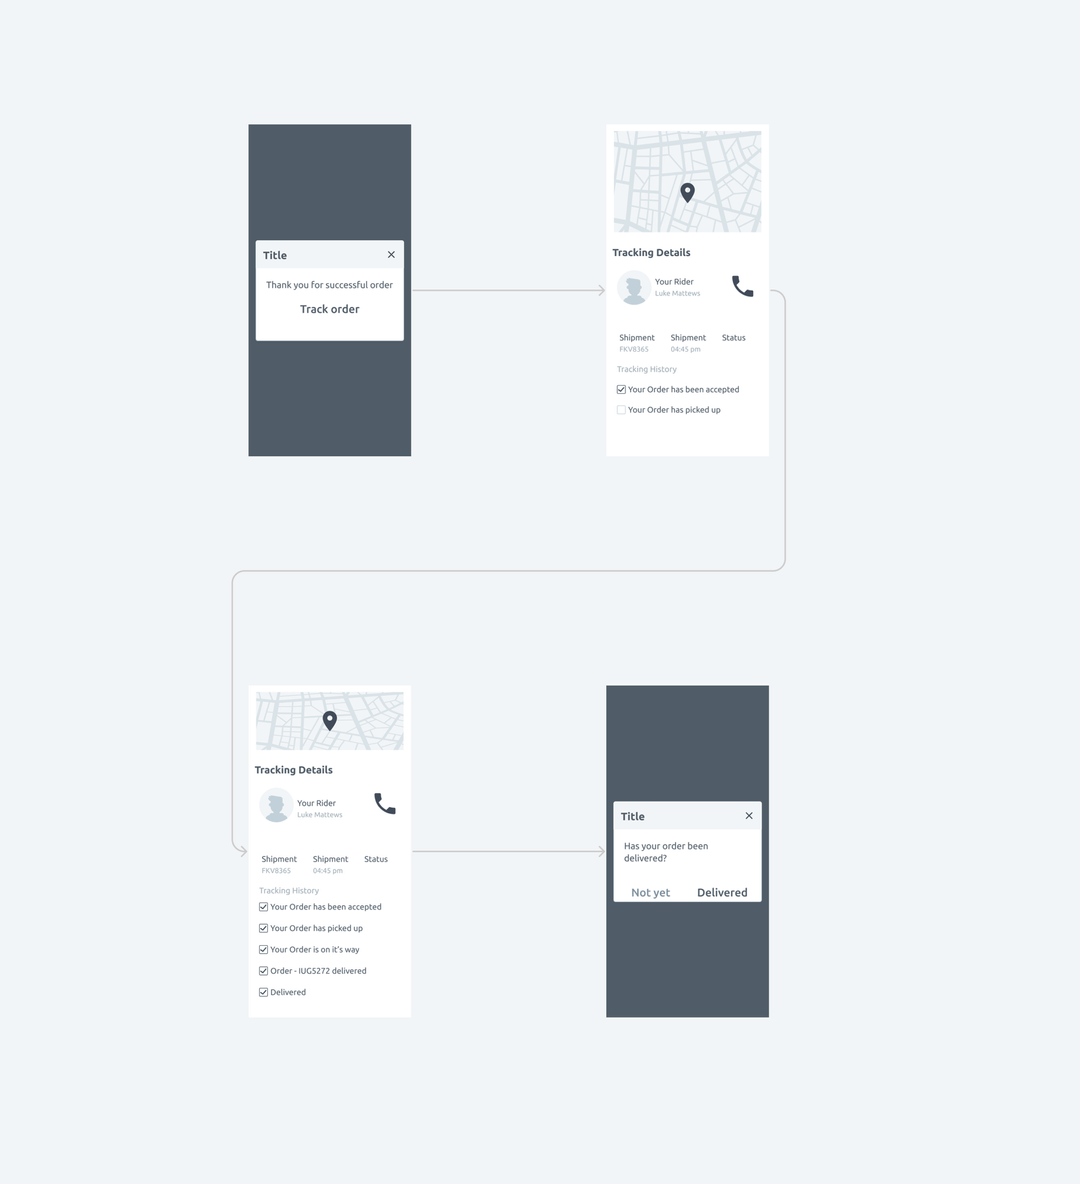 Title
Thank you for successful order
Track order
Tracking Details
Your Rider
Luke Mattews
Shipment Shipment Status
FKV8365 04:45 pm
Tracking History
Your Order has been accepted
Your Order has picked up
Tracking Details
Your Rider
Luke Mattews
Shipment Shipment Status
FKV8365 04:45 pm
Tracking History
Your Order has been accepted
Your Order has picked up
Your Order is on it's way
Order - IUG5272 delivered
Delivered
Title
Has your order been
delivered?
Not yet Delivered